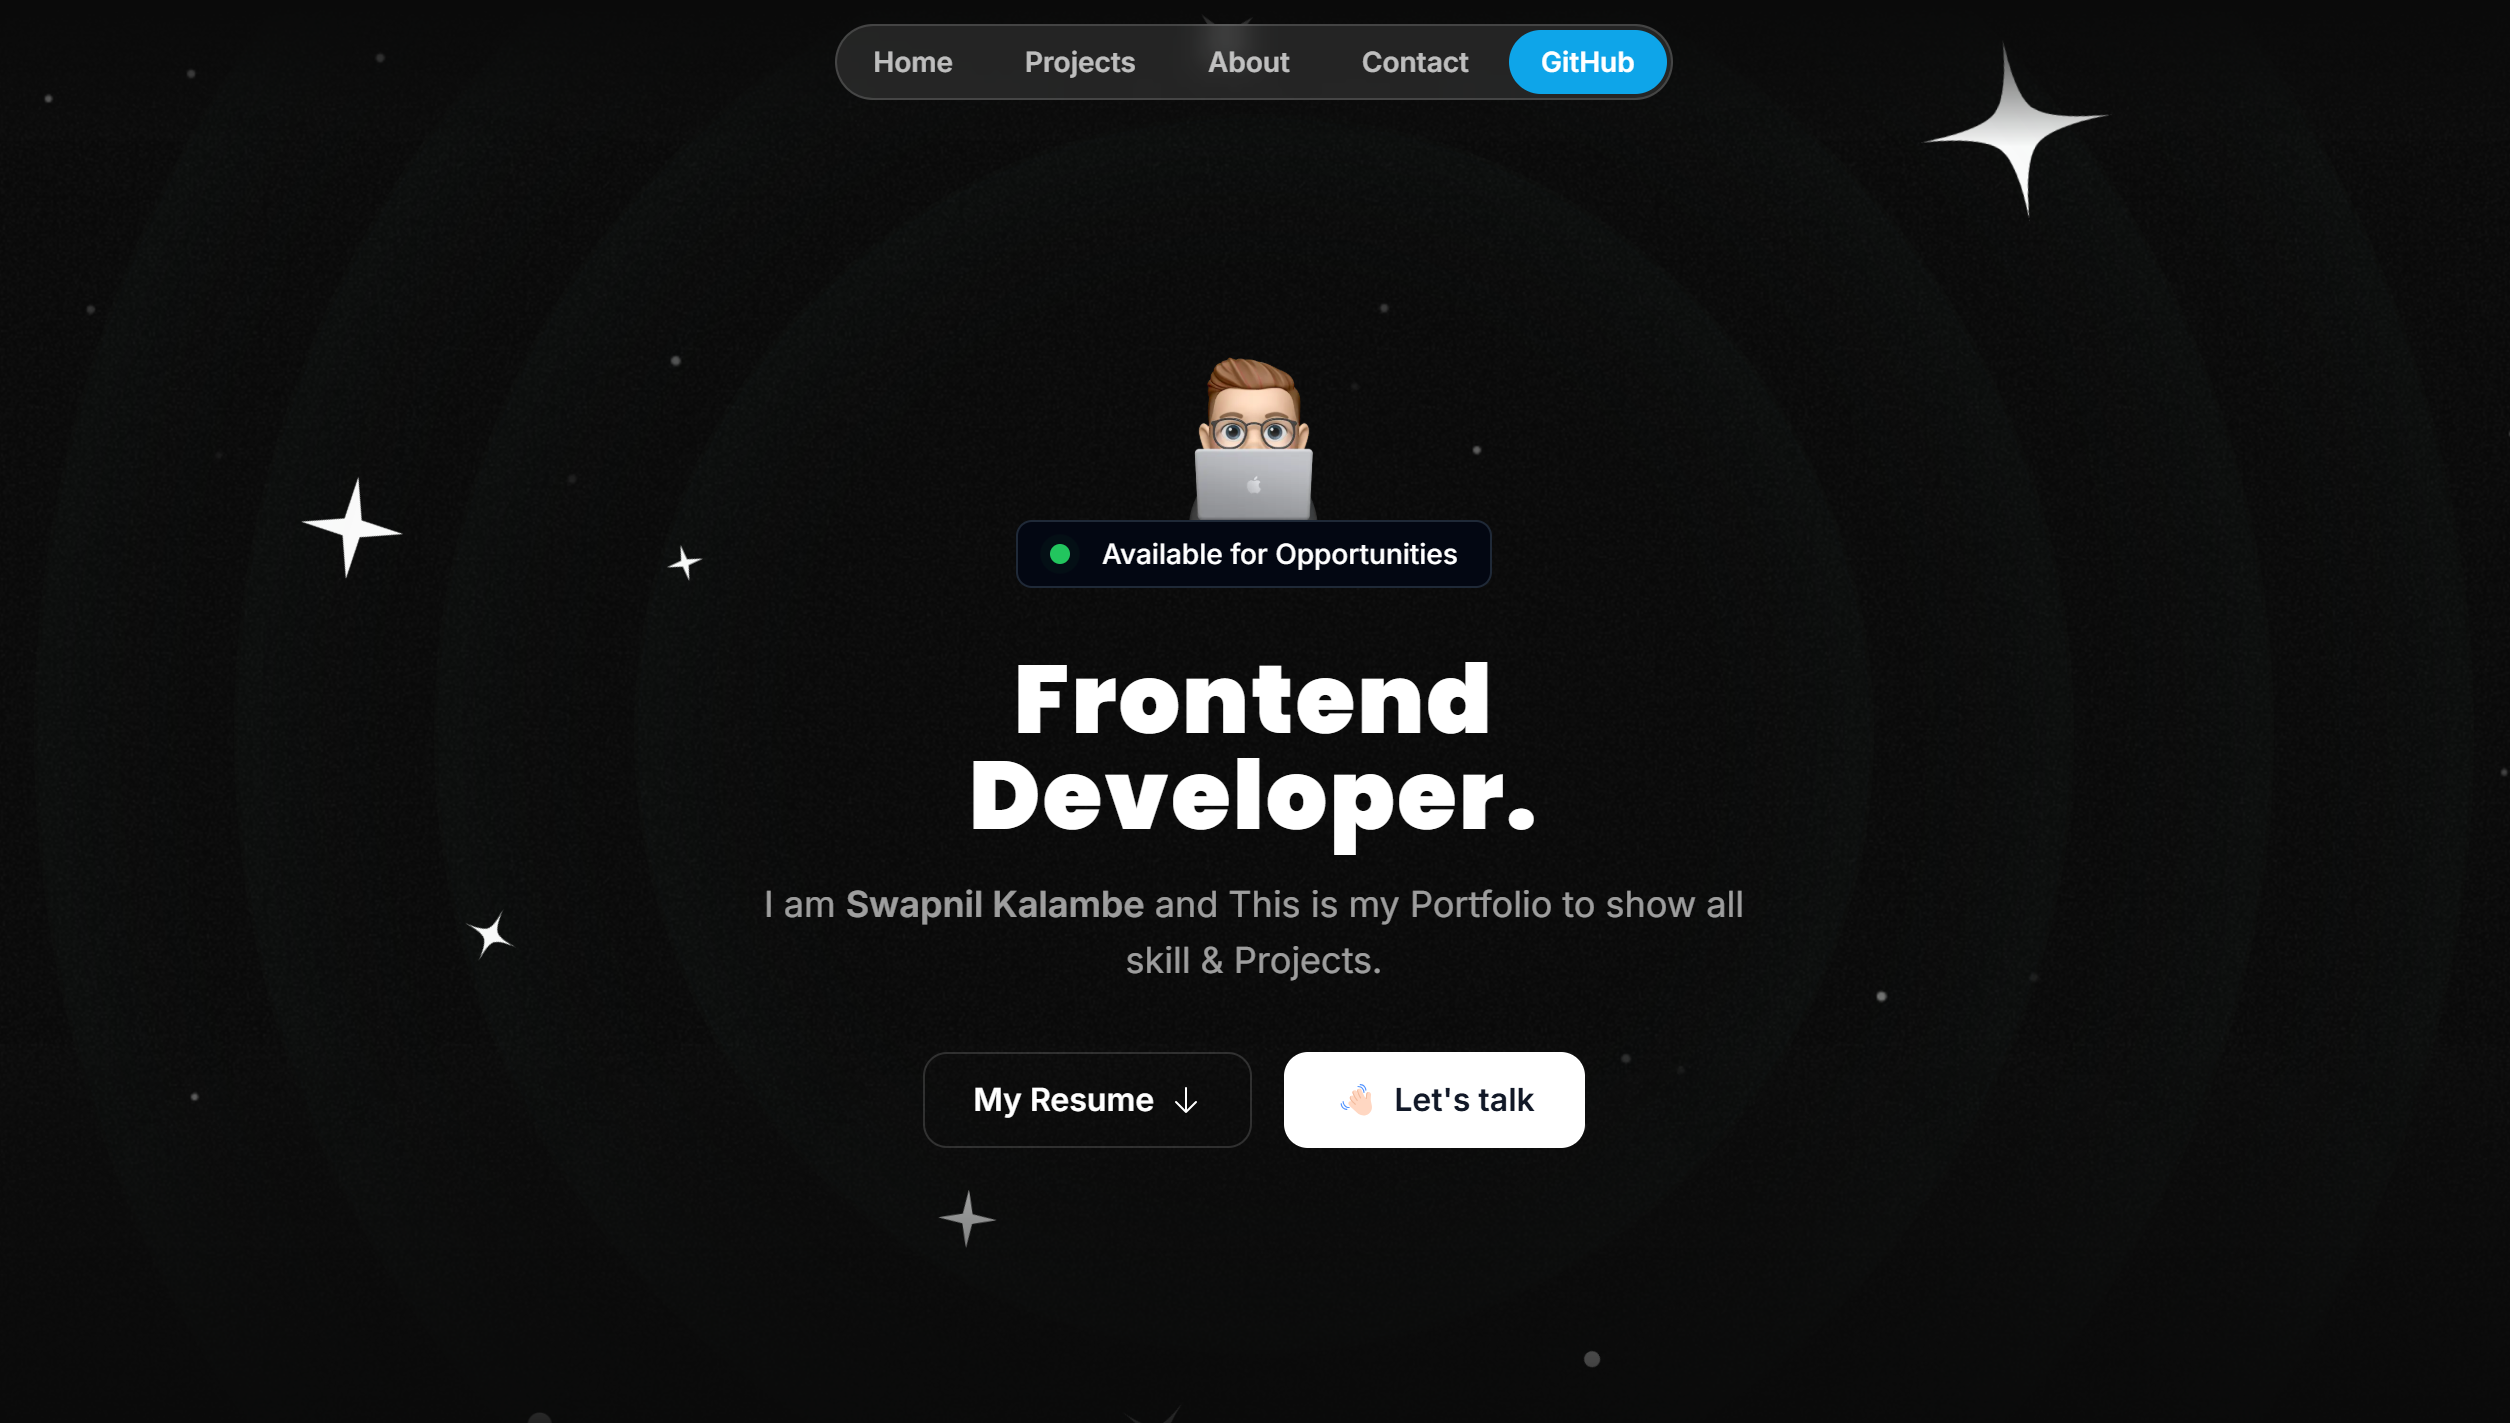 Home Projects About Contact GitHub
Available for Opportunities
Frontend
Developer.
I am Swapnil Kalambe and This is my Portfolio to show all
skill & Projects.
My Resume ↓ 👋🏻 Let's talk